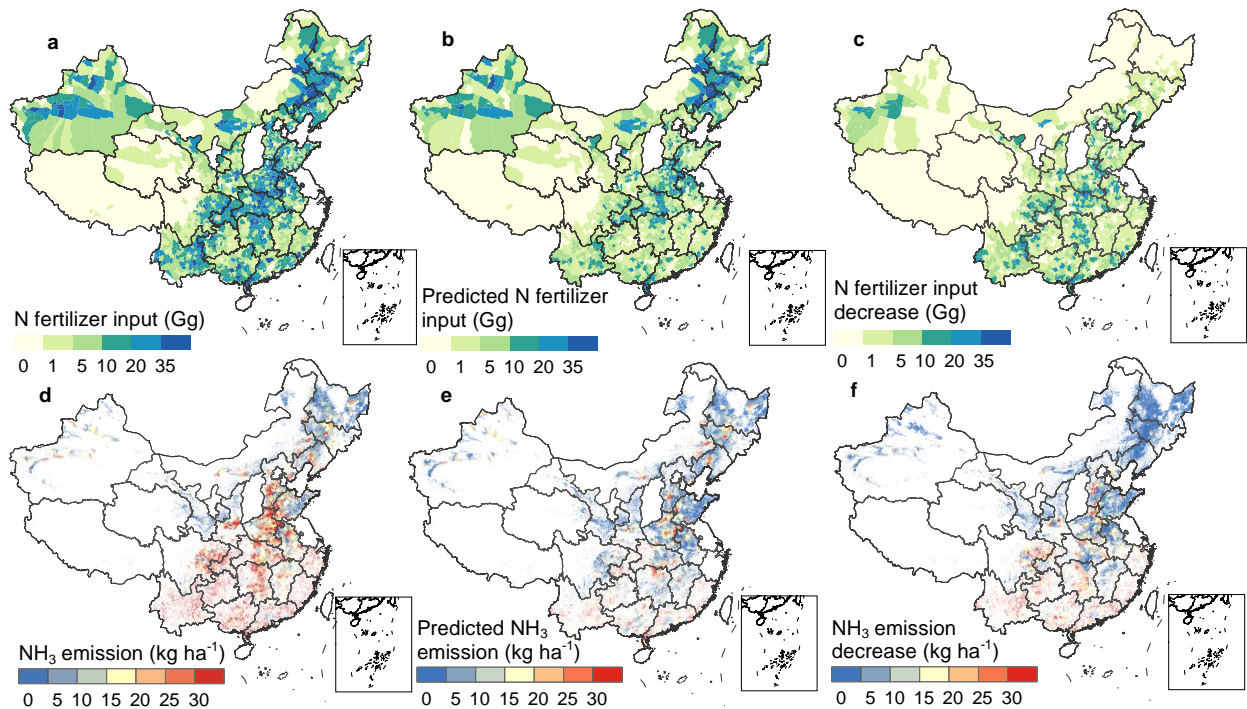 a
b
c
N fertilizer input (Gg)
0 1 5 10 20 35
Predicted N fertilizer
input (Gg)
0 1 5 10 20 35
N fertilizer input
decrease (Gg)
0 1 5 10 20 35
d
e
f
NH₃ emission (kg ha⁻¹)
0 5 10 15 20 25 30
Predicted NH₃
emission (kg ha⁻¹)
0 5 10 15 20 25 30
NH₃ emission
decrease (kg ha⁻¹)
0 5 10 15 20 25 30